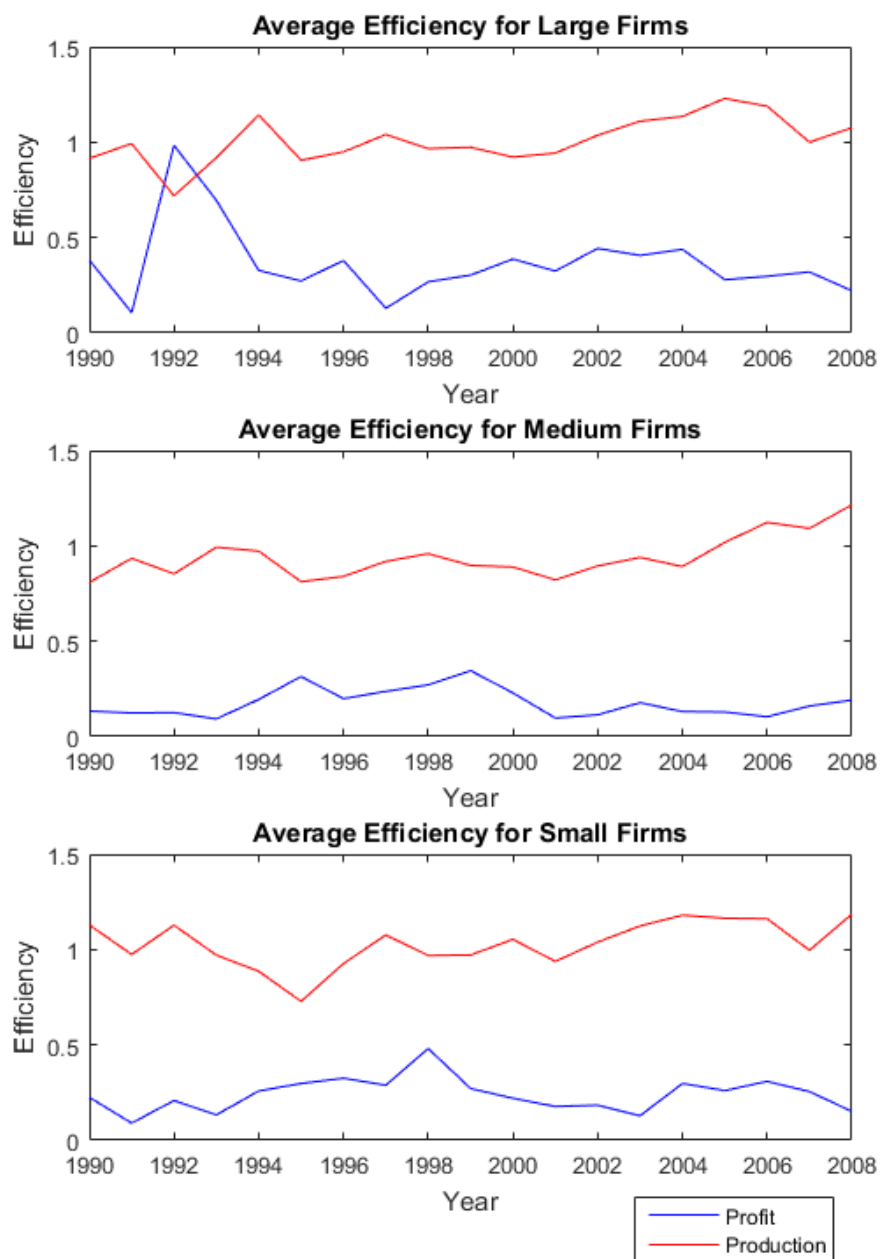 Average Efficiency for Large Firms
1.5
1
0.5
0
Efficiency
1990 1992 1994 1996 1998 2000 2002 2004 2006 2008
Year
Average Efficiency for Medium Firms
1.5
1
0.5
0
Efficiency
1990 1992 1994 1996 1998 2000 2002 2004 2006 2008
Year
Average Efficiency for Small Firms
1.5
1
0.5
0
Efficiency
1990 1992 1994 1996 1998 2000 2002 2004 2006 2008
Year
Profit
Production